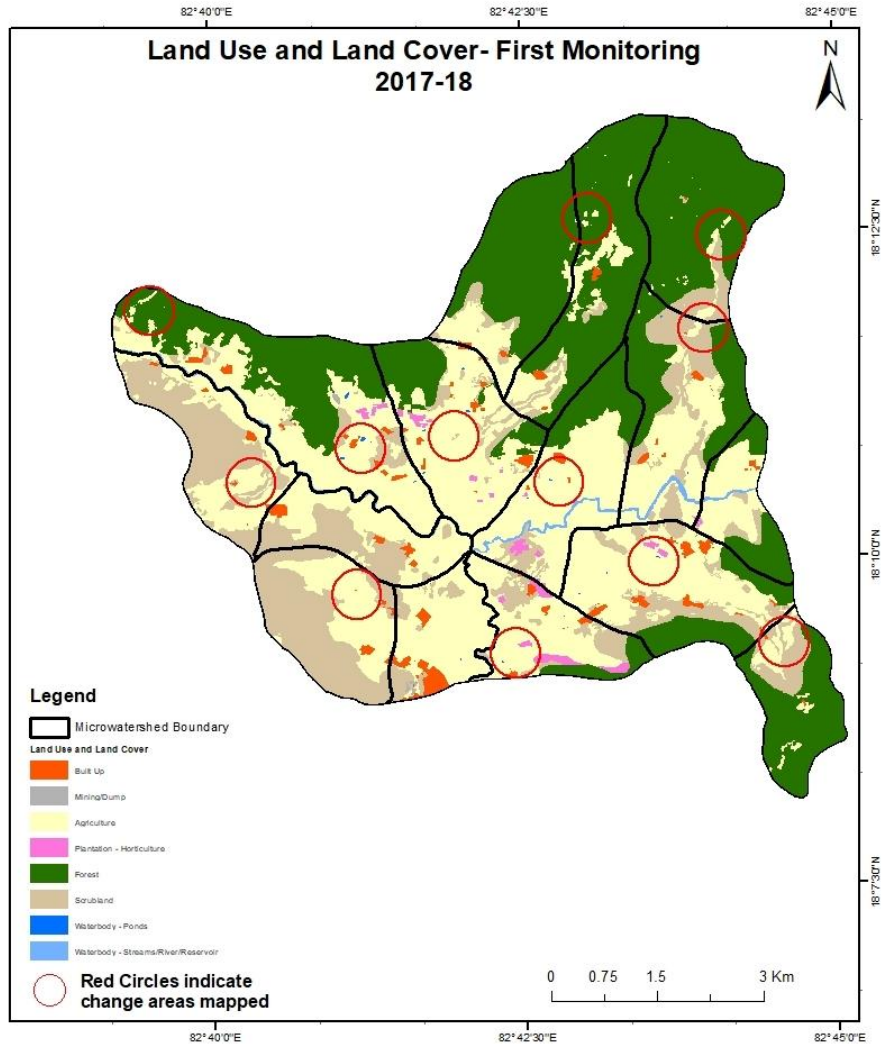 82°40'0"E 82°42'30"E 82°45'0"E
Land Use and Land Cover- First Monitoring
2017-18
N
18°12'30"N
18°10'0"N
18°7'30"N
Legend
Microwatershed Boundary
Land Use and Land Cover
Built Up
Mining/Dump
Agriculture
Plantation - Horticulture
Forest
Scrubland
Waterbody - Ponds
Waterbody - Streams/River/Reservoir
Red Circles indicate
change areas mapped
0 0.75 1.5 3 Km
82°40'0"E 82°42'30"E 82°45'0"E